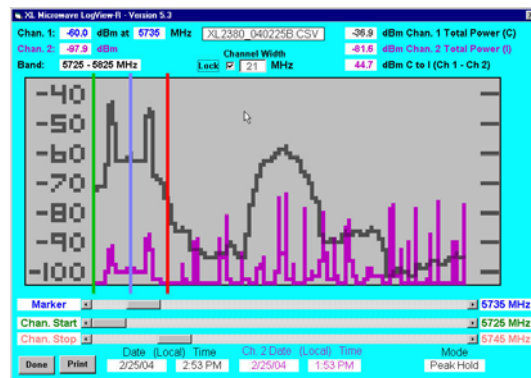 XL Microwave LogView-R - Version 5.3
Chan. 1: -60.0 dBm at 5735 MHz XL2380_040225B.CSV -36.9 dBm Chan. 1 Total Power (C)
Chan. 2: -97.9 dBm Channel Width -81.6 dBm Chan. 2 Total Power (I)
Band: 5725 - 5825 MHz Lock 21 MHz 44.7 dBm C to I (Ch 1 - Ch 2)
-40
-50
-60
-70
-80
-90
-100
Marker 5735 MHz
Chan. Start 5725 MHz
Chan. Stop 5745 MHz
Date (Local) Time Ch. 2 Date (Local) Time Mode
Done Print 2/25/04 2:53 PM 2/25/04 1:53 PM Peak Hold